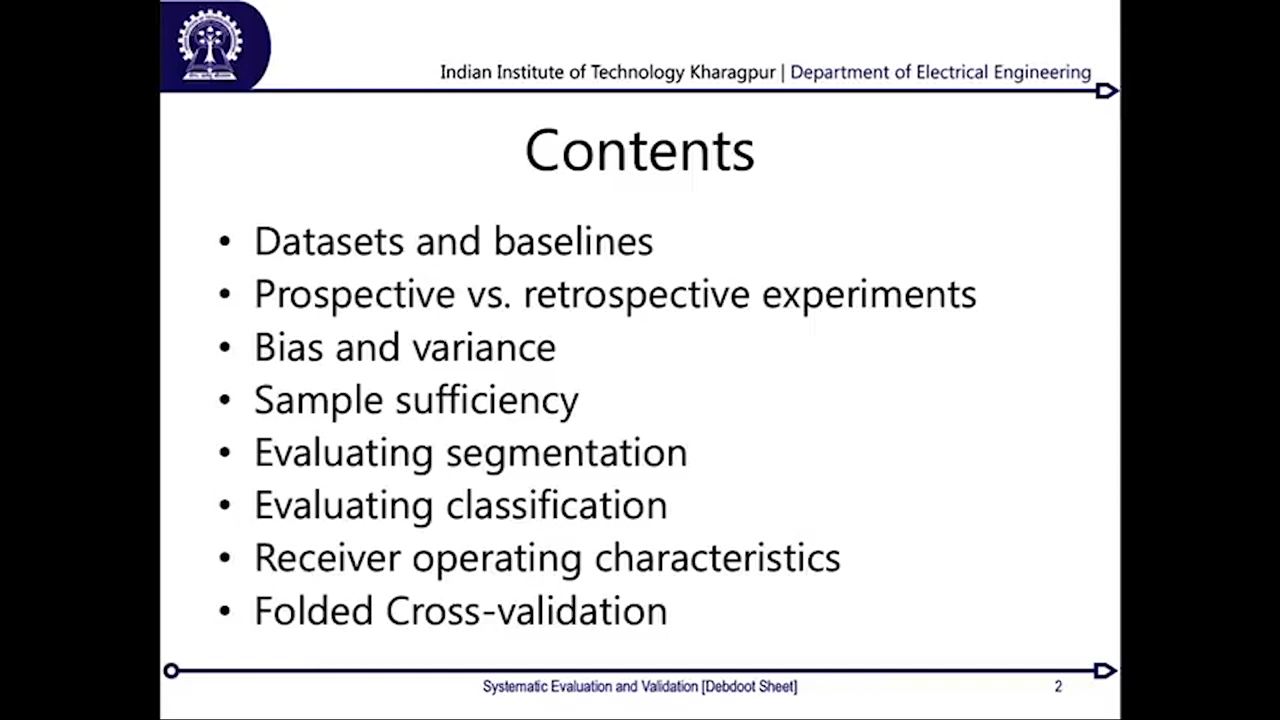 Indian Institute of Technology Kharagpur | Department of Electrical Engineering
Contents
• Datasets and baselines
• Prospective vs. retrospective experiments
• Bias and variance
• Sample sufficiency
• Evaluating segmentation
• Evaluating classification
• Receiver operating characteristics
• Folded Cross-validation
Systematic Evaluation and Validation [Debdoot Sheet] 2